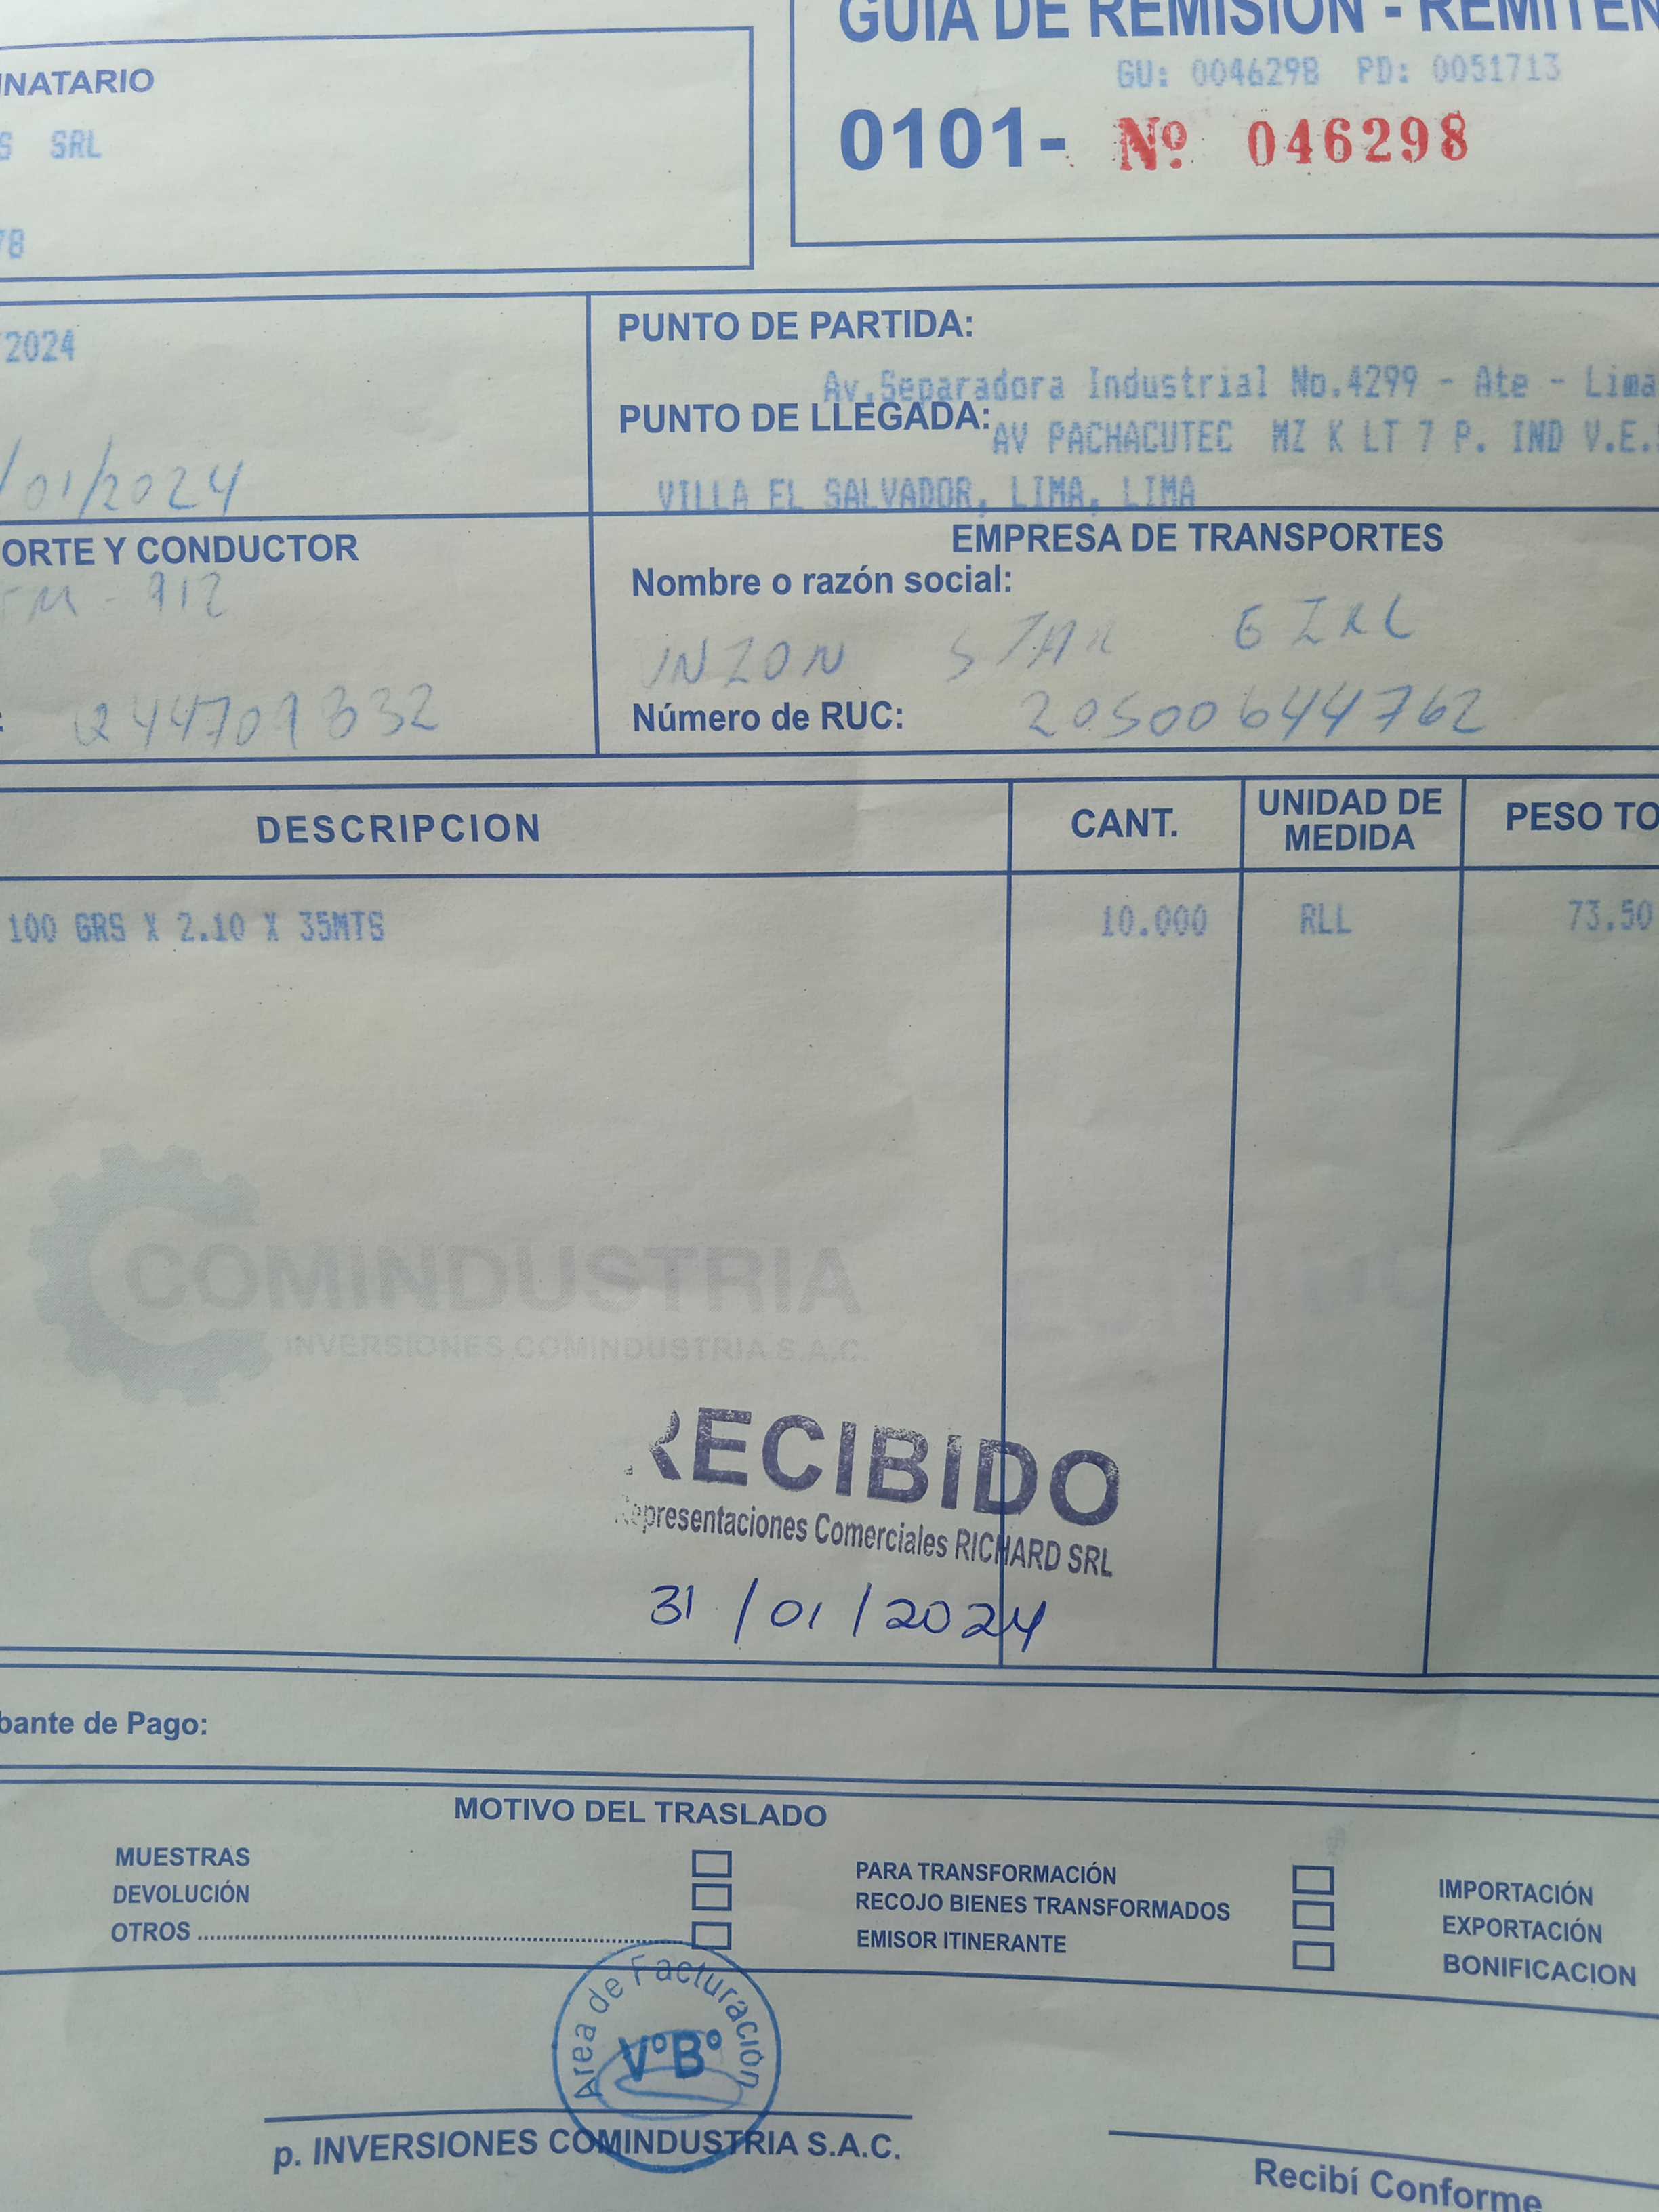 GUIA DE REMISION - REMITEN
GU: 0046298 PD: 0051713
0101- Nº 046298
NATARIO
S SRL
78
2024
/01/2024
PUNTO DE PARTIDA:
Av.Separadora Industrial No.4299 - Ate - Lima
PUNTO DE LLEGADA:
AV PACHACUTEC MZ K LT 7 P. IND V.E.
VILLA EL SALVADOR, LIMA, LIMA
ORTE Y CONDUCTOR
912
Q44709332
EMPRESA DE TRANSPORTES
Nombre o razón social:
INZON STAR EIRL
Número de RUC: 20500644762
DESCRIPCION CANT. UNIDAD DE MEDIDA PESO TO
100 GRS X 2.10 X 35MTS 10.000 RLL 73.50
COMINDUSTRIA
INVERSIONES COMINDUSTRIA S.A.C.
RECIBIDO
Representaciones Comerciales RICHARD SRL
31/01/2024
bante de Pago:
MOTIVO DEL TRASLADO
MUESTRAS
DEVOLUCIÓN
OTROS
PARA TRANSFORMACIÓN
RECOJO BIENES TRANSFORMADOS
EMISOR ITINERANTE
IMPORTACIÓN
EXPORTACIÓN
BONIFICACION
Area de Facturación
VºBº
p. INVERSIONES COMINDUSTRIA S.A.C.
Recibí Conforme